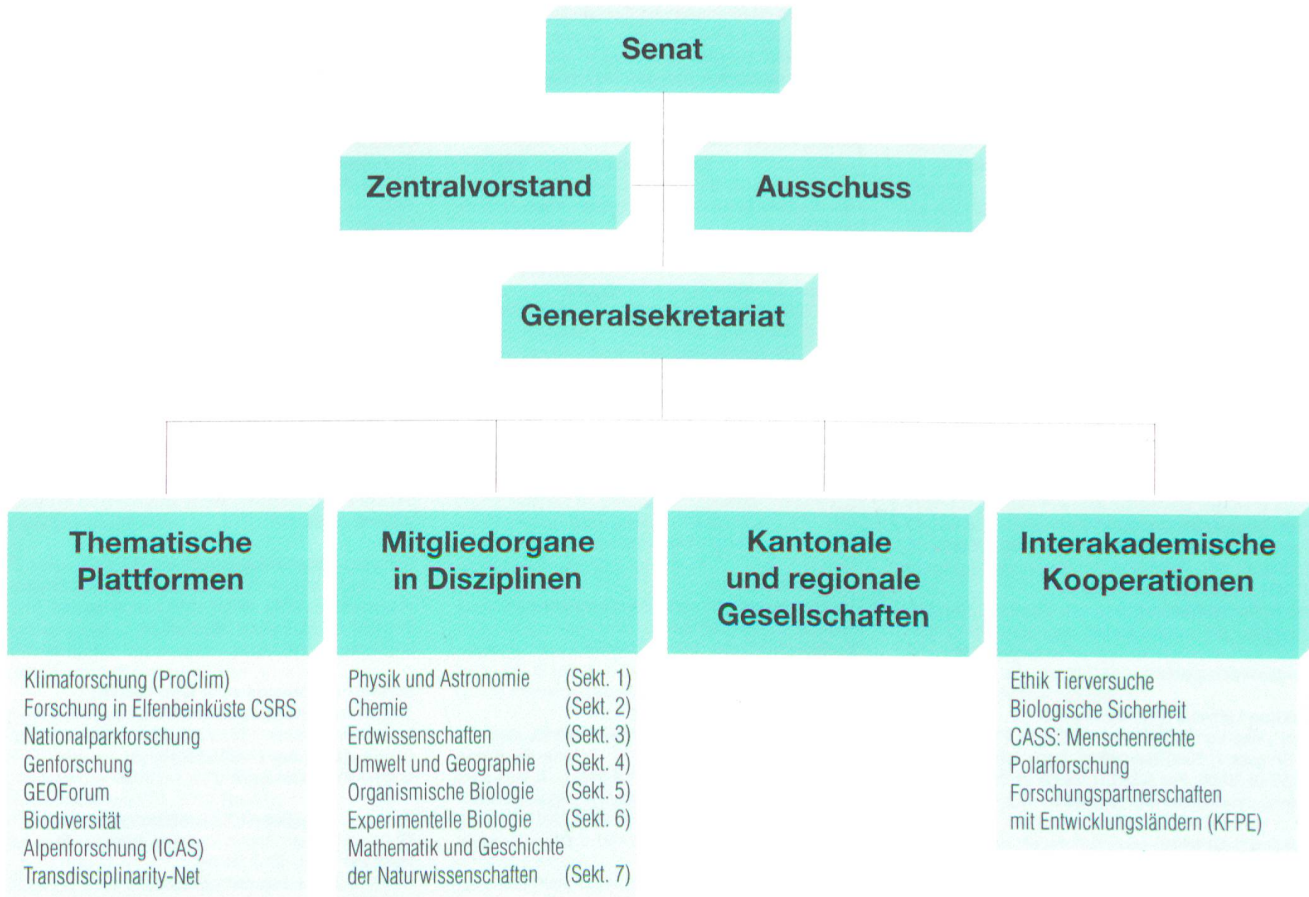 Senat
Zentralvorstand
Ausschuss
Generalsekretariat
Thematische
Plattformen
Klimaforschung (ProClim)
Forschung in Elfenbeinküste CSRS
Nationalparkforschung
Genforschung
GEOForum
Biodiversität
Alpenforschung (ICAS)
Transdisciplinarity-Net
Mitgliedorgane
in Disziplinen
Physik und Astronomie (Sekt. 1)
Chemie (Sekt. 2)
Erdwissenschaften (Sekt. 3)
Umwelt und Geographie (Sekt. 4)
Organismische Biologie (Sekt. 5)
Experimentelle Biologie (Sekt. 6)
Mathematik und Geschichte
der Naturwissenschaften (Sekt. 7)
Kantonale
und regionale
Gesellschaften
Interakademische
Kooperationen
Ethik Tierversuche
Biologische Sicherheit
CASS: Menschenrechte
Polarforschung
Forschungspartnerschaften
mit Entwicklungsländern (KFPE)